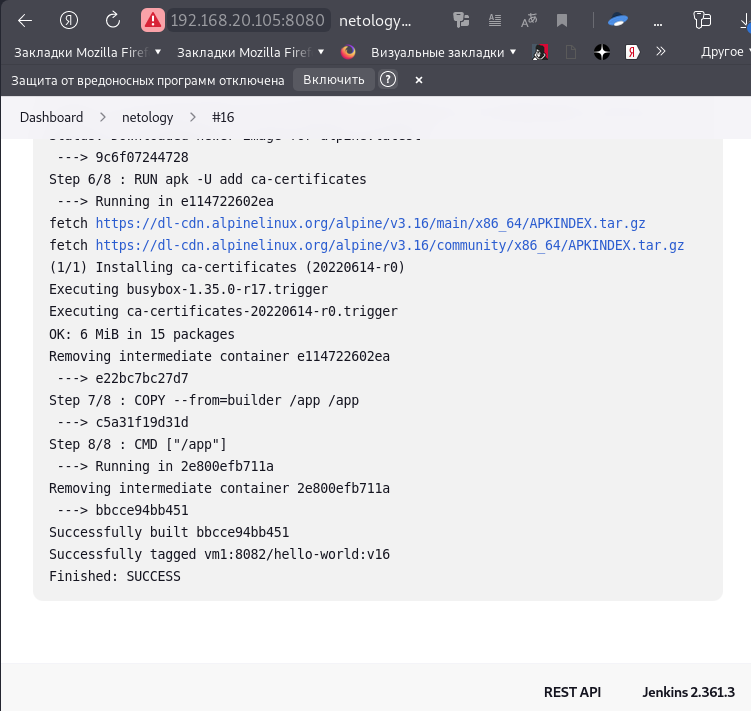 192.168.20.105:8080 netology...
Закладки Mozilla Firef Закладки Mozilla Firef Визуальные закладки Я » Другое
Защита от вредоносных программ отключена Включить ? ×
Dashboard > netology > #16
---> 9c6f07244728
Step 6/8 : RUN apk -U add ca-certificates
---> Running in e114722602ea
fetch https://dl-cdn.alpinelinux.org/alpine/v3.16/main/x86_64/APKINDEX.tar.gz
fetch https://dl-cdn.alpinelinux.org/alpine/v3.16/community/x86_64/APKINDEX.tar.gz
(1/1) Installing ca-certificates (20220614-r0)
Executing busybox-1.35.0-r17.trigger
Executing ca-certificates-20220614-r0.trigger
OK: 6 MiB in 15 packages
Removing intermediate container e114722602ea
---> e22bc7bc27d7
Step 7/8 : COPY --from=builder /app /app
---> c5a31f19d31d
Step 8/8 : CMD ["/app"]
---> Running in 2e800efb711a
Removing intermediate container 2e800efb711a
---> bbcce94bb451
Successfully built bbcce94bb451
Successfully tagged vm1:8082/hello-world:v16
Finished: SUCCESS
REST API Jenkins 2.361.3